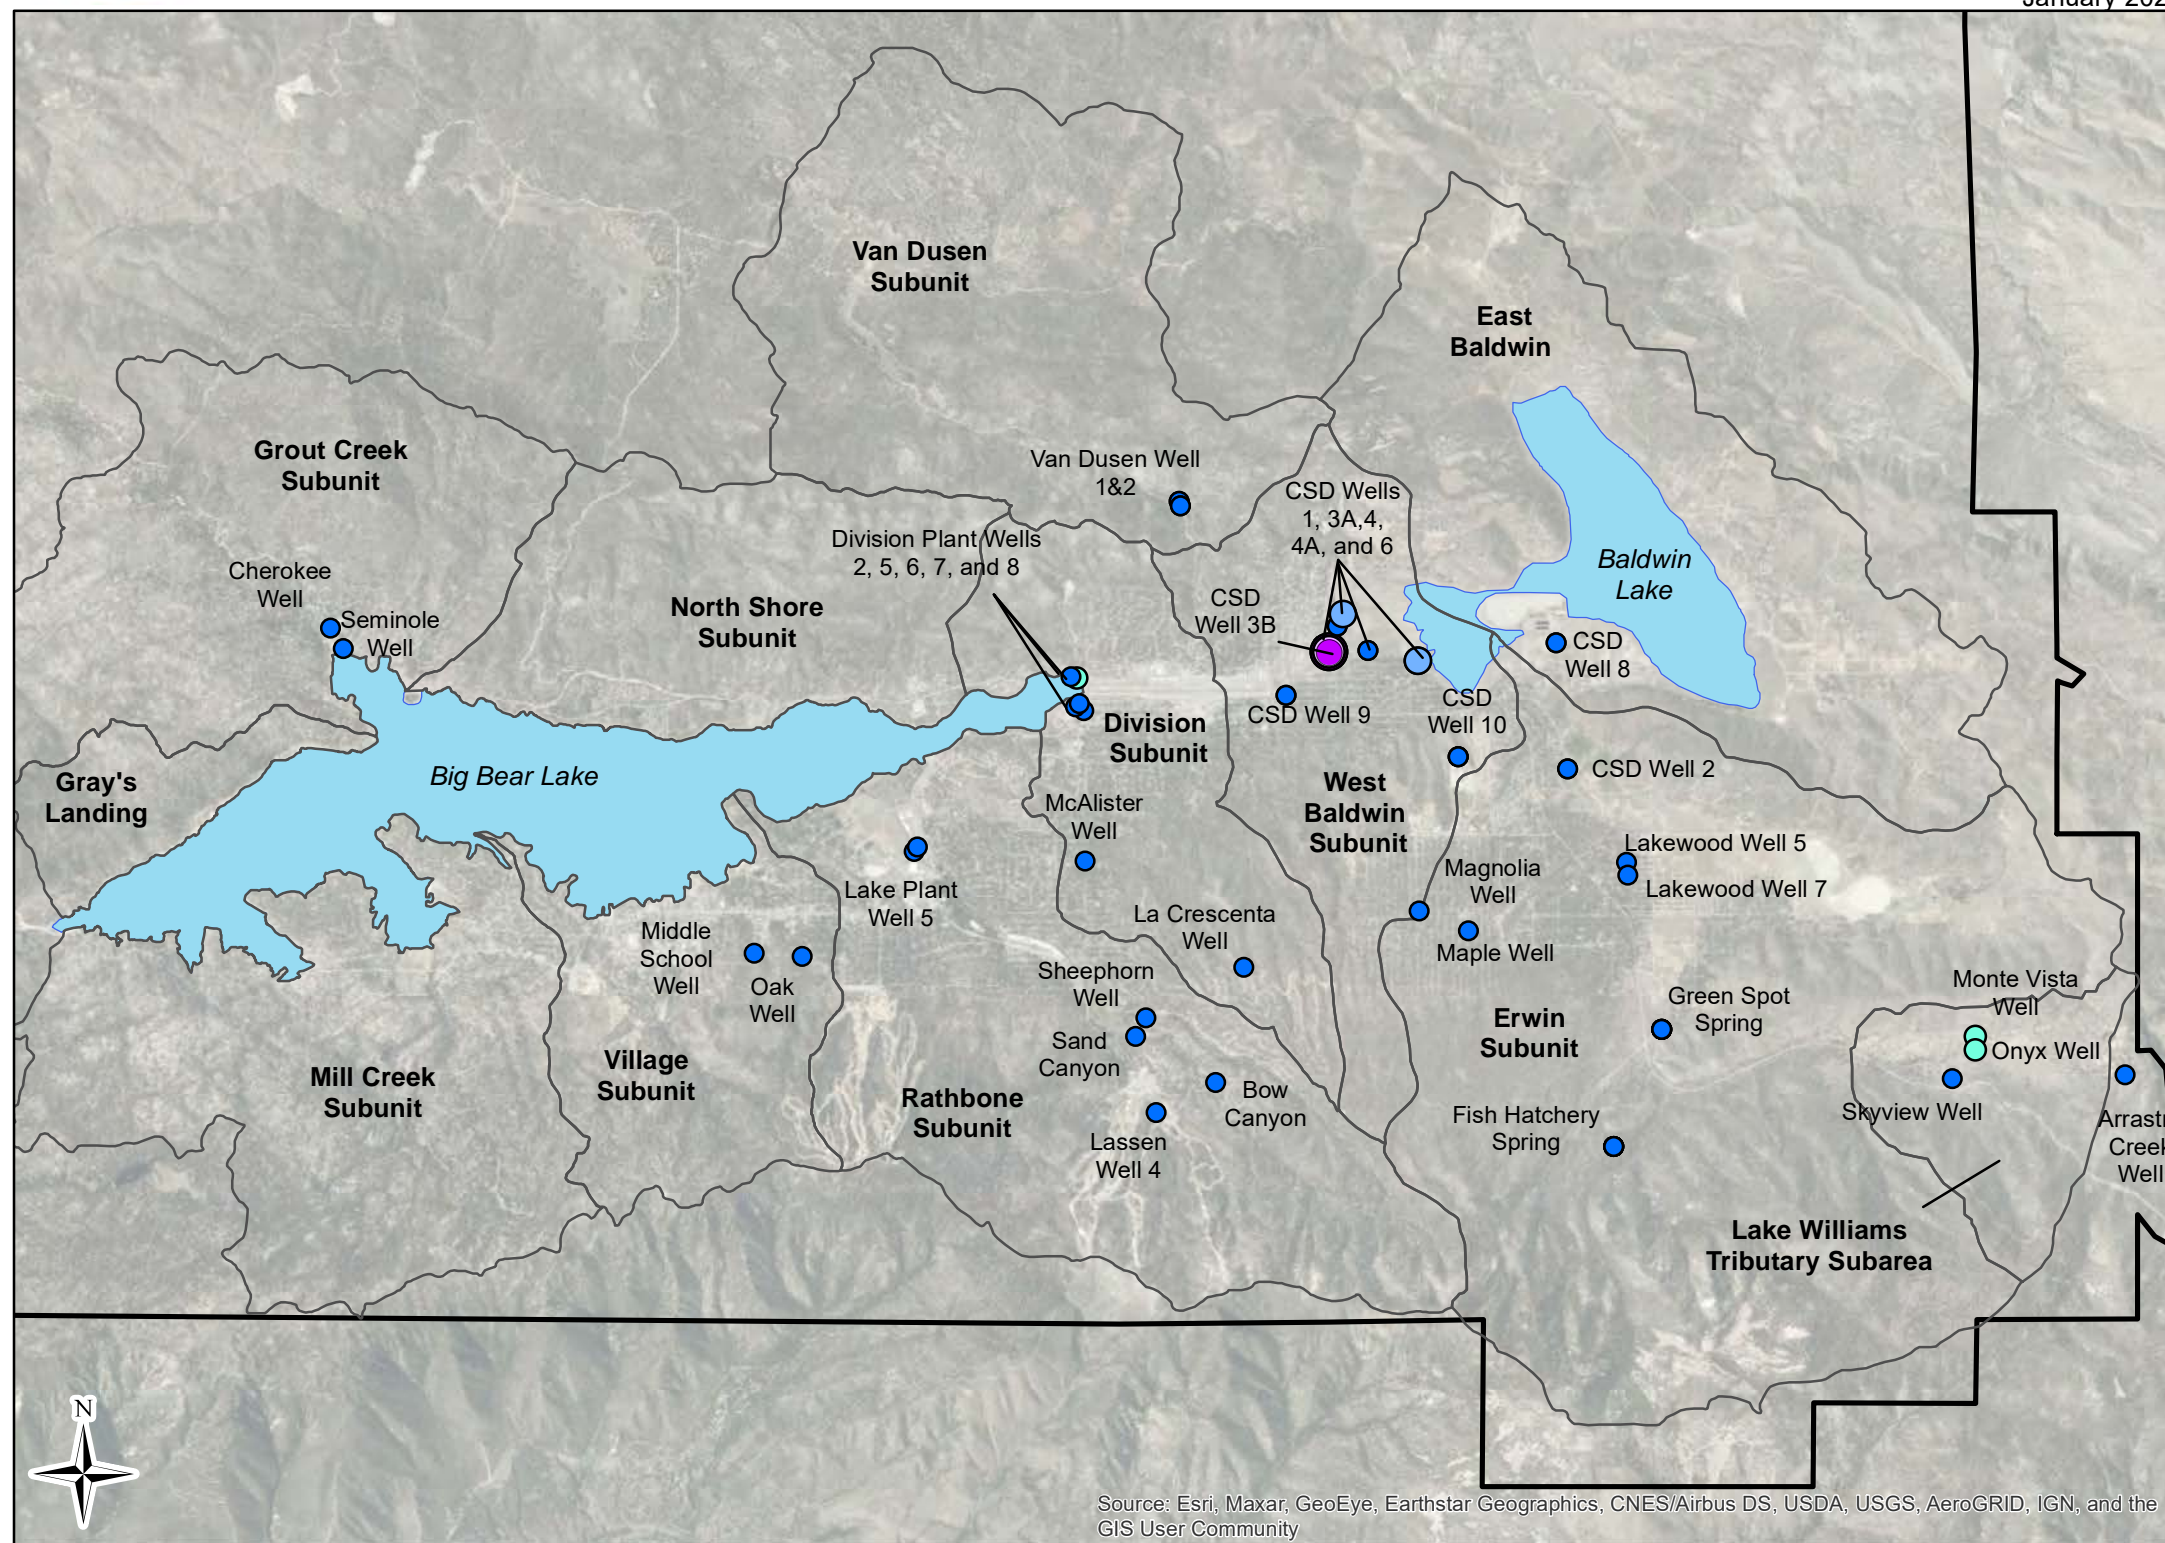 January 202
Van Dusen
Subunit
East
Baldwin
Grout Creek
Subunit
Van Dusen Well
1&2
CSD Wells
1, 3A,4,
4A, and 6
Division Plant Wells
2, 5, 6, 7, and 8
Baldwin
Lake
Cherokee
Well
Seminole
Well
North Shore
Subunit
CSD
Well 3B
CSD
Well 8
CSD Well 9
CSD
Well 10
Division
Subunit
Gray's
Landing
Big Bear Lake
CSD Well 2
West
Baldwin
Subunit
McAlister
Well
Lakewood Well 5
Lakewood Well 7
Magnolia
Well
Lake Plant
Well 5
La Crescenta
Well
Maple Well
Middle
School
Well
Oak
Well
Sheephorn
Well
Sand
Canyon
Monte Vista
Well
Green Spot
Spring
Erwin
Subunit
Onyx Well
Mill Creek
Subunit
Village
Subunit
Rathbone
Subunit
Bow
Canyon
Fish Hatchery
Spring
Skyview Well
Lassen
Well 4
Arrastr
Creek
Well
Lake Williams
Tributary Subarea
N
Source: Esri, Maxar, GeoEye, Earthstar Geographics, CNES/Airbus DS, USDA, USGS, AeroGRID, IGN, and the
GIS User Community